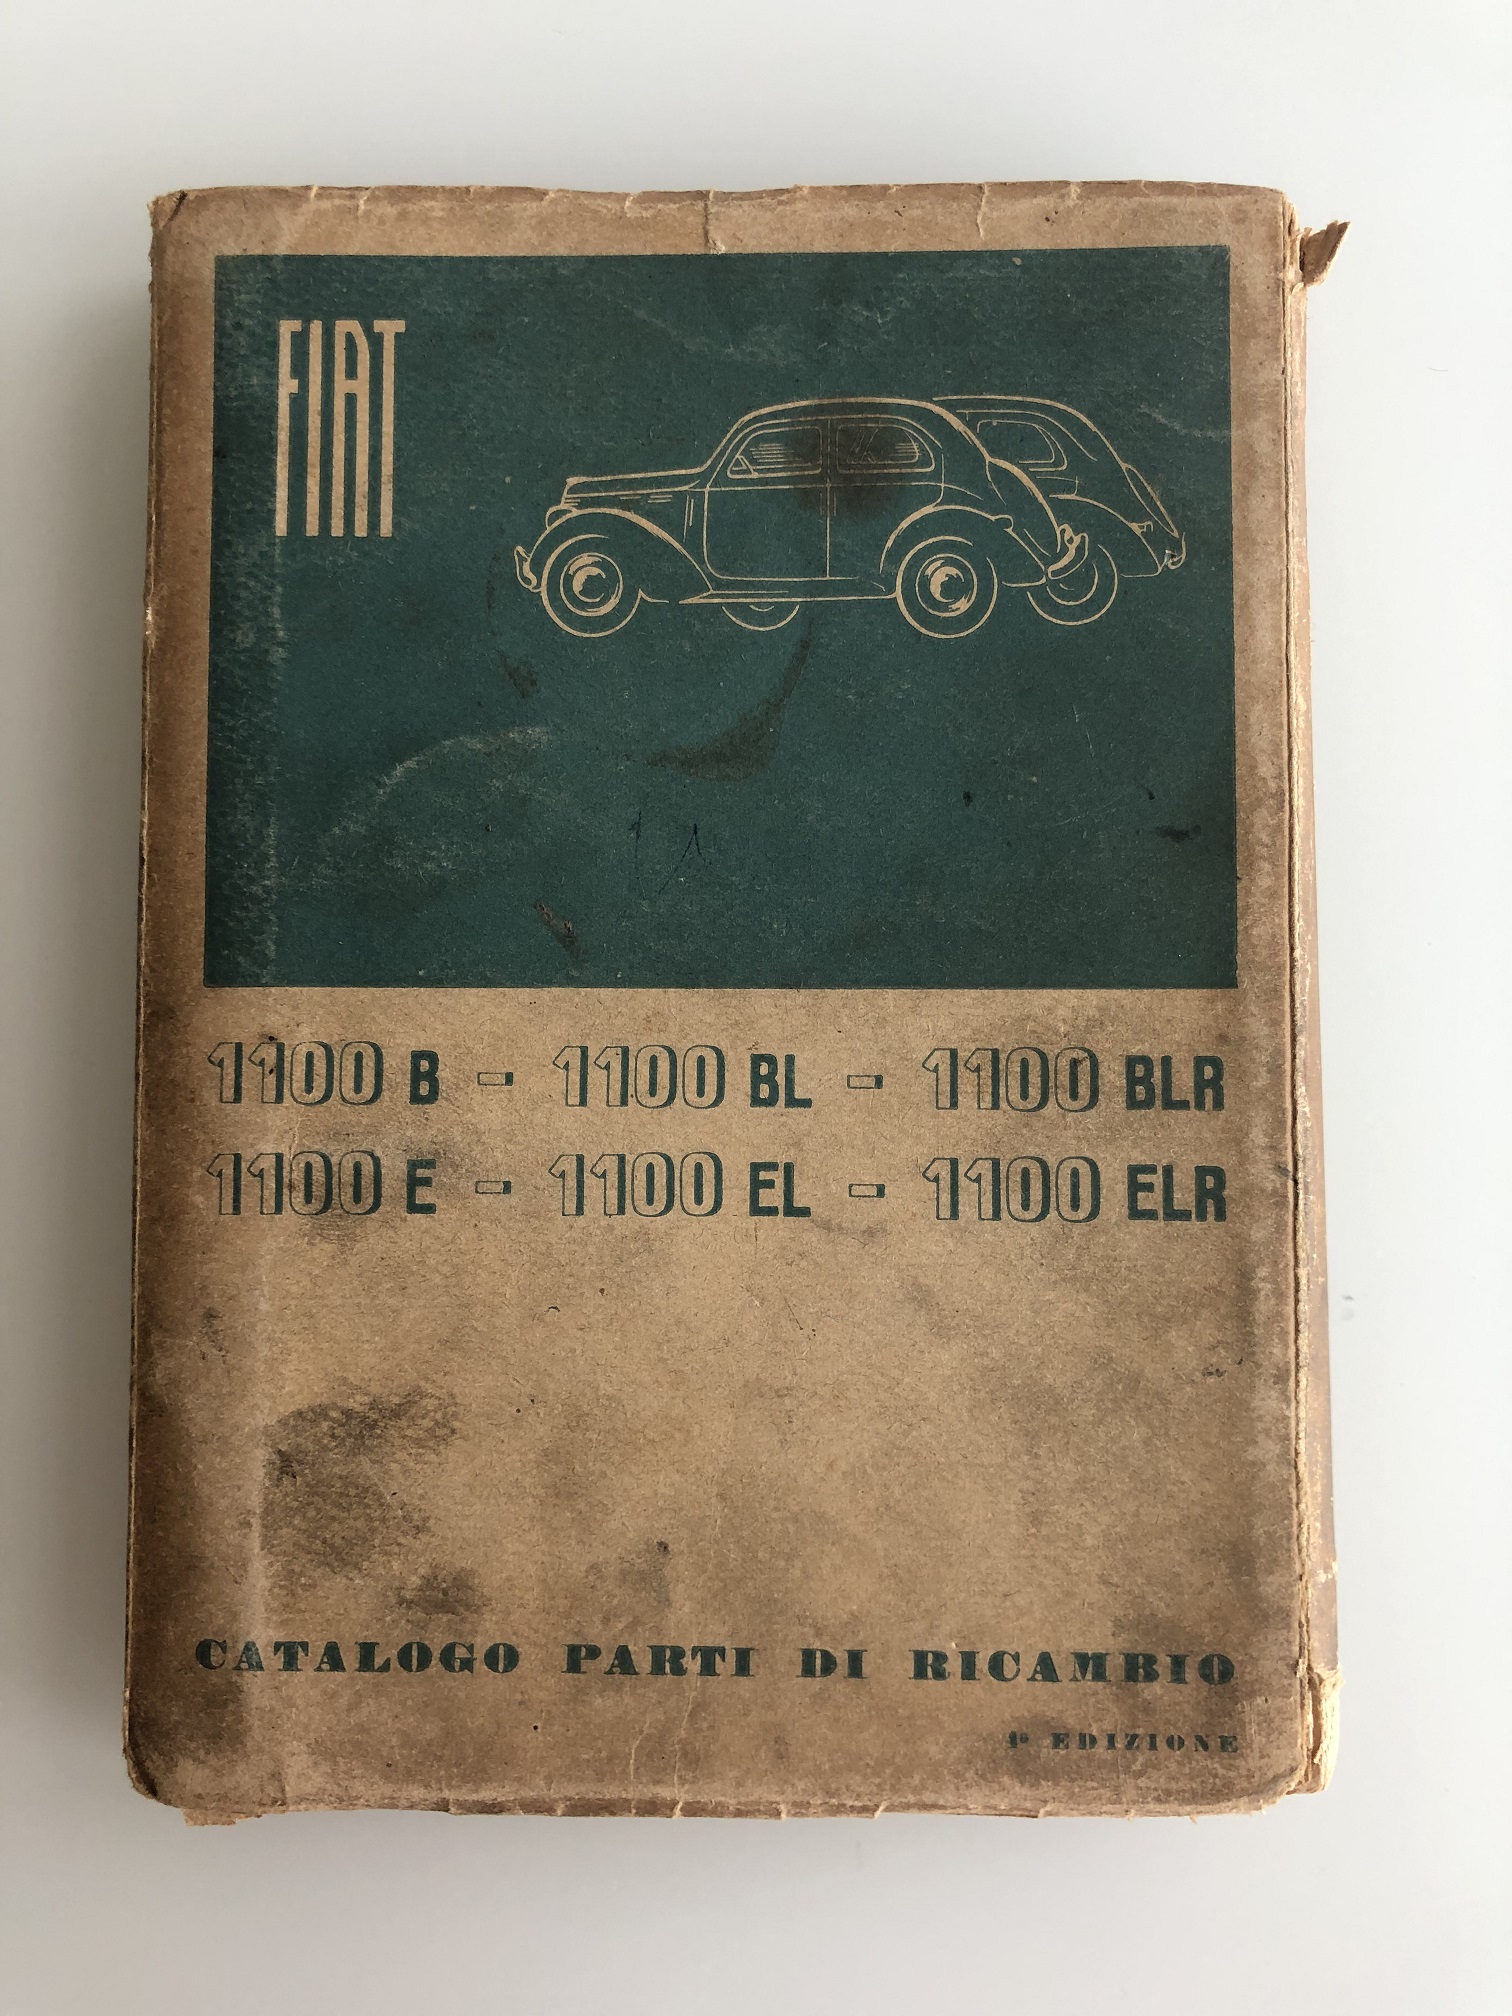 FIAT
1100 B - 1100 BL - 1100 BLR
1100 E - 1100 EL - 1100 ELR
CATALOGO PARTI DI RICAMBIO
1ª EDIZIONE